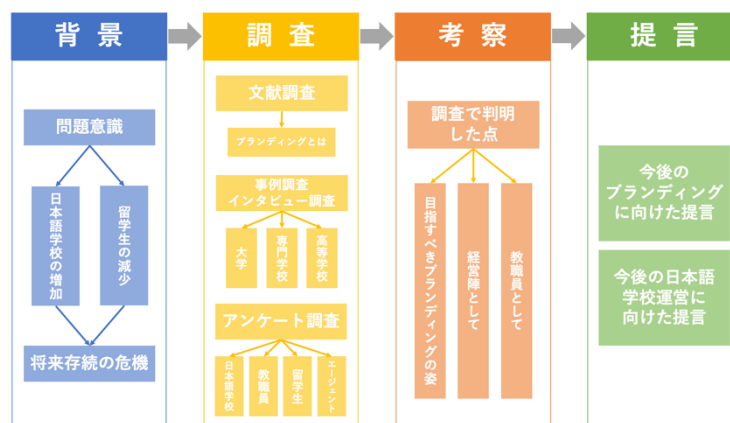 背景
調査
考察
提言
問題意識
日本語学校の増加
留学生の減少
将来存続の危機
文献調査
ブランディングとは
事例調査
インタビュー調査
大学
専門学校
高等学校
アンケート調査
日本語学校
教職員
留学生
エージェント
調査で判明
した点
目指すべきブランディングの姿
経営陣として
教職員として
今後の
ブランディング
に向けた提言
今後の日本語
学校運営に
向けた提言